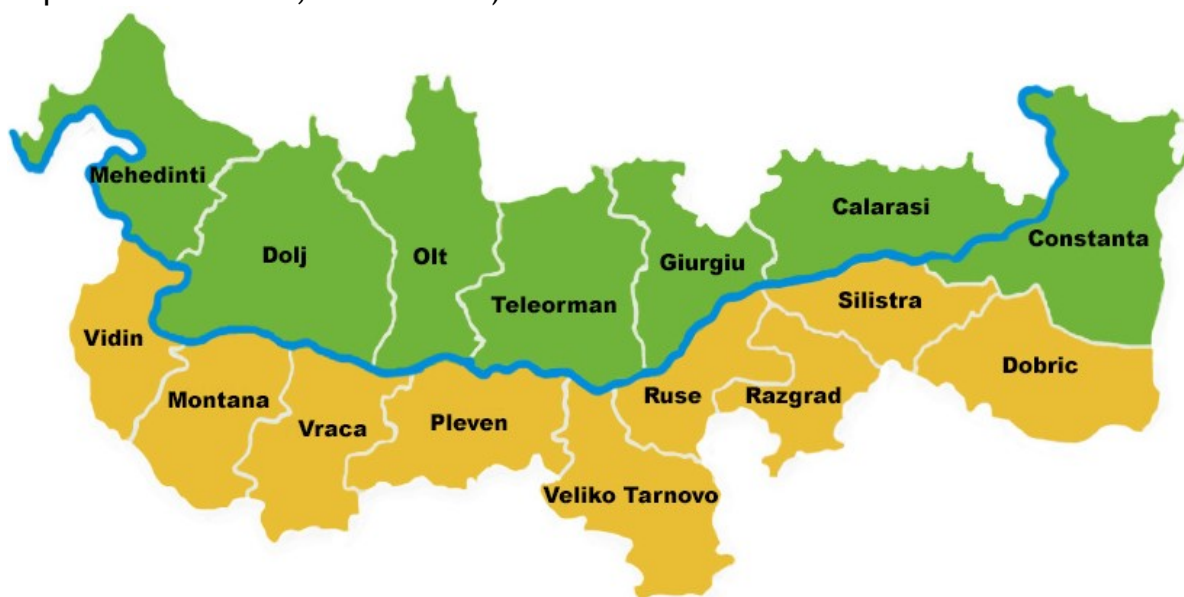 Mehedinti
Dolj
Olt
Teleorman
Giurgiu
Calarasi
Constanta
Vidin
Montana
Vraca
Pleven
Veliko Tarnovo
Ruse
Razgrad
Silistra
Dobric